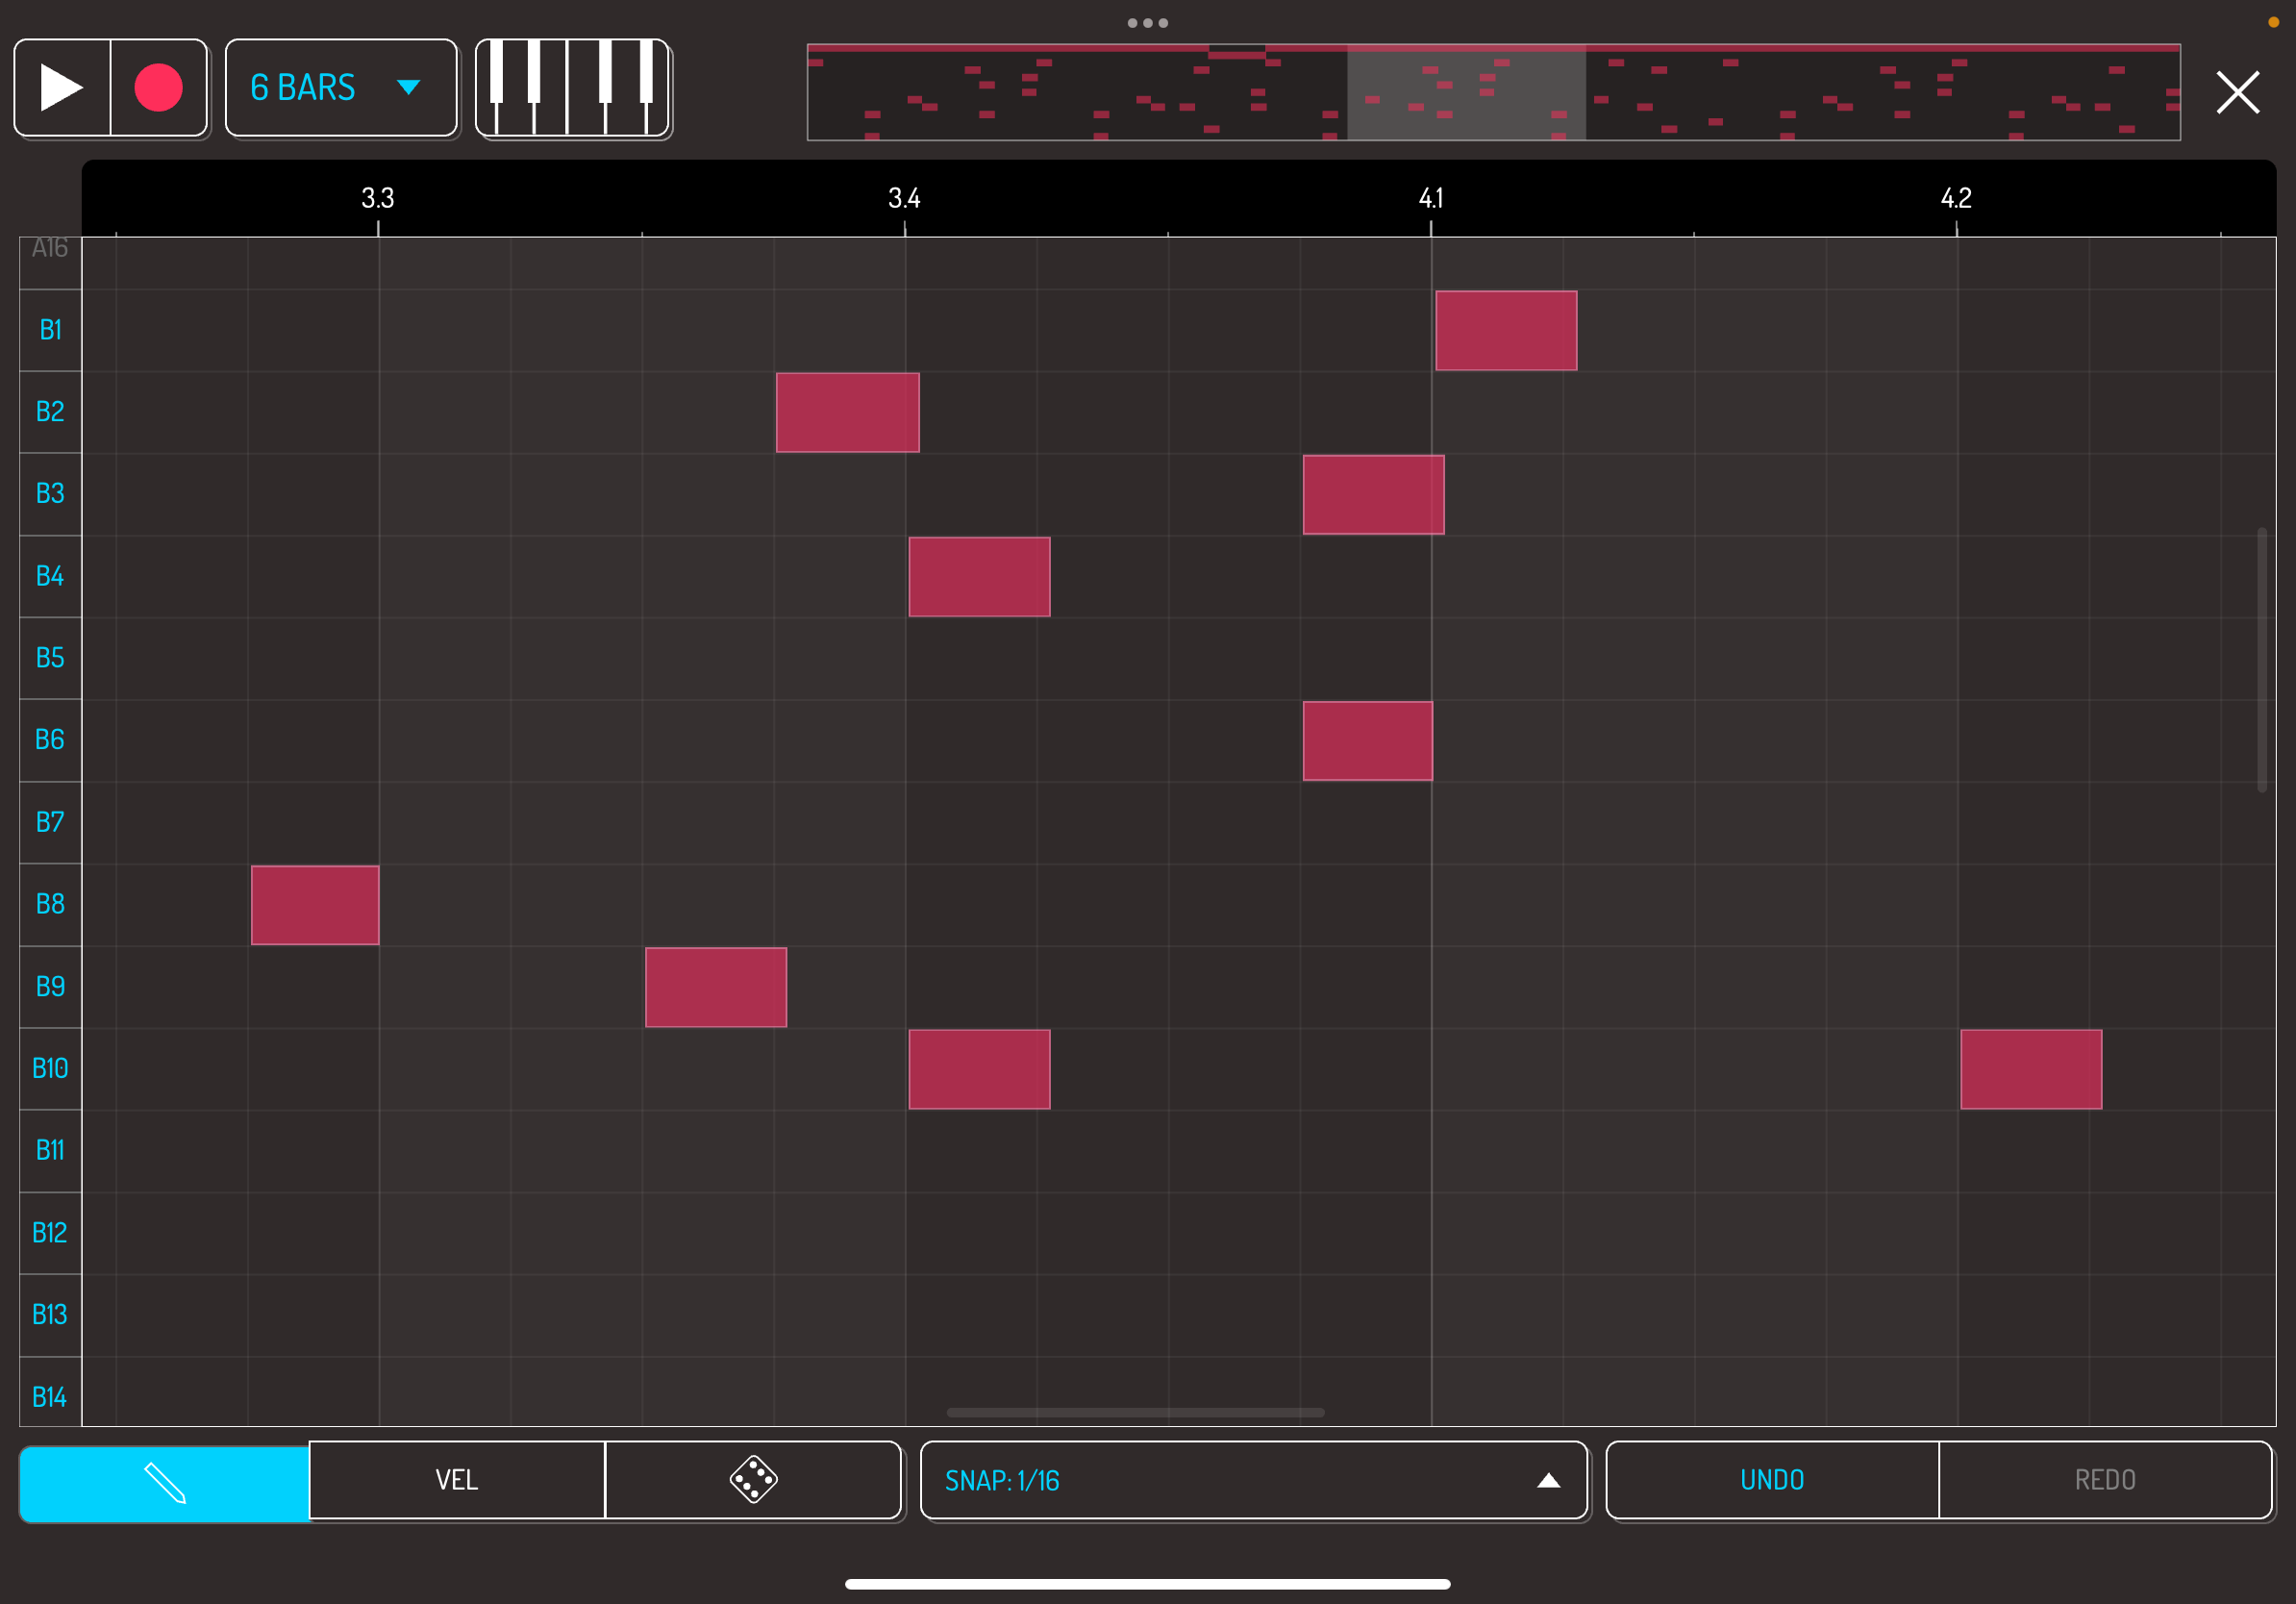 6 BARS
3.3 3.4 4.1 4.2
A16
B1
B2
B3
B4
B5
B6
B7
B8
B9
B10
B11
B12
B13
B14
VEL SNAP: 1/16 UNDO REDO